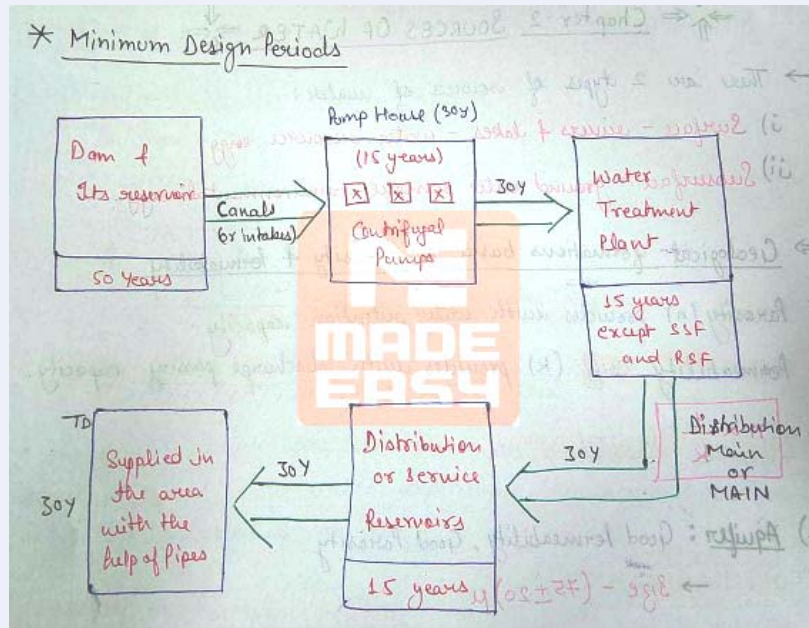 * Minimum Design Periods
Dam &
Its reservoir
50 Years
Canals
(or intakes)
Pump House (30Y)
(15 years)
x x x
Centrifugal
Pumps
30Y
Water
Treatment
Plant
15 years
except SSF
and RSF
Distribution
Main
or
MAIN
30Y
Distribution
or service
Reservoirs
15 years
30Y
TD
30Y
Supplied in
the area
with the
help of Pipes
MADE
EASY